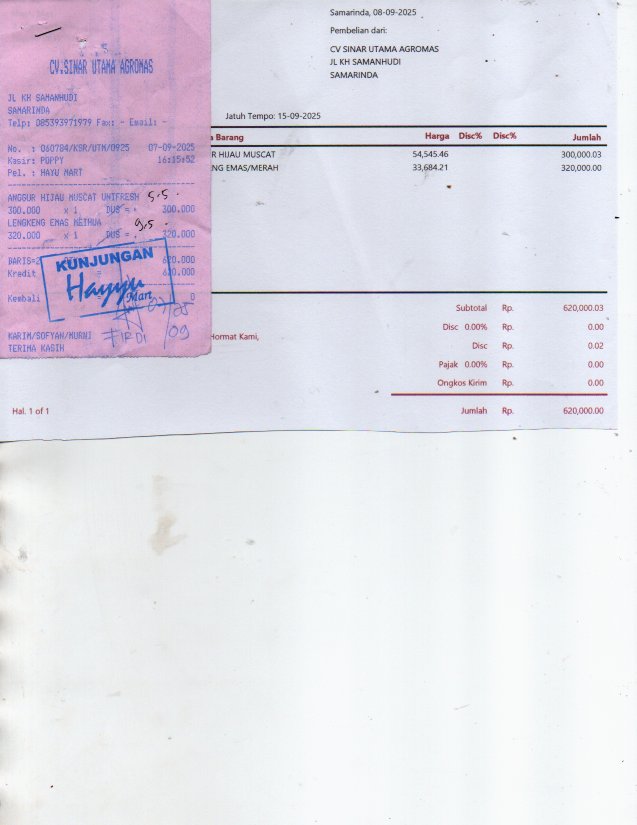 CV.SINAR UTAMA AGROMAS
JL KH SAMANHUDI
SAMARINDA
Telp: 085393971979 Fax: - Email: -
No. : 060784/KSR/UTM/0925 07-09-2025
Kasir: POPPY 16:15:52
Pel. : HAYU MART
ANGGUR HIJAU MUSCAT UNIFRESH 5,5
300.000 x 1 DUS = 300.000
LENGKENG EMAS METHUA 9,5
320.000 x 1 DUS = 320.000
BARIS=2 620.000
Kredit = 620.000
Kembali 0
KUNJUNGAN
Hayyu
Mart
KARIM/SOFYAN/MURNI
TERIMA KASIH
Samarinda, 08-09-2025
Pembelian dari:
CV SINAR UTAMA AGROMAS
JL KH SAMANHUDI
SAMARINDA
Jatuh Tempo: 15-09-2025
a Barang Harga Disc% Disc% Jumlah
R HIJAU MUSCAT 54,545.46 300,000.03
NG EMAS/MERAH 33,684.21 320,000.00
Subtotal Rp. 620,000.03
Disc 0.00% Rp. 0.00
Hormat Kami,
Disc Rp. 0.02
Pajak 0.00% Rp. 0.00
Ongkos Kirim Rp. 0.00
Hal. 1 of 1
Jumlah Rp. 620,000.00